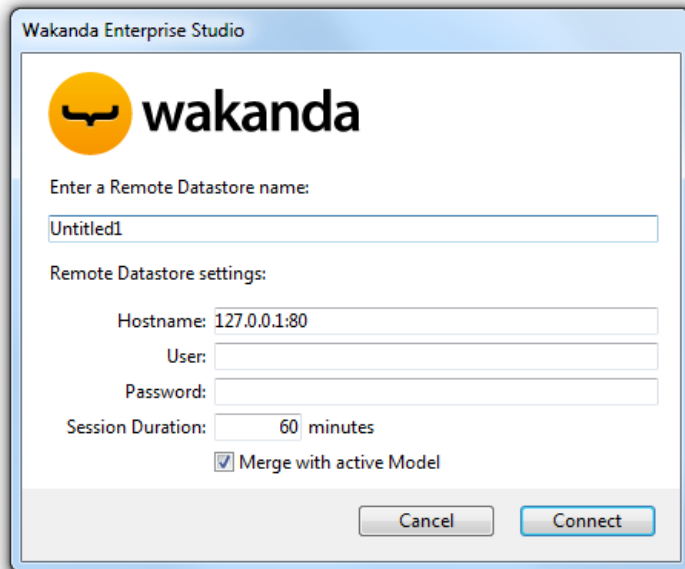 Wakanda Enterprise Studio
wakanda
Enter a Remote Datastore name:
Untitled1
Remote Datastore settings:
Hostname: 127.0.0.1:80
User:
Password:
Session Duration: 60 minutes
Merge with active Model
Cancel Connect